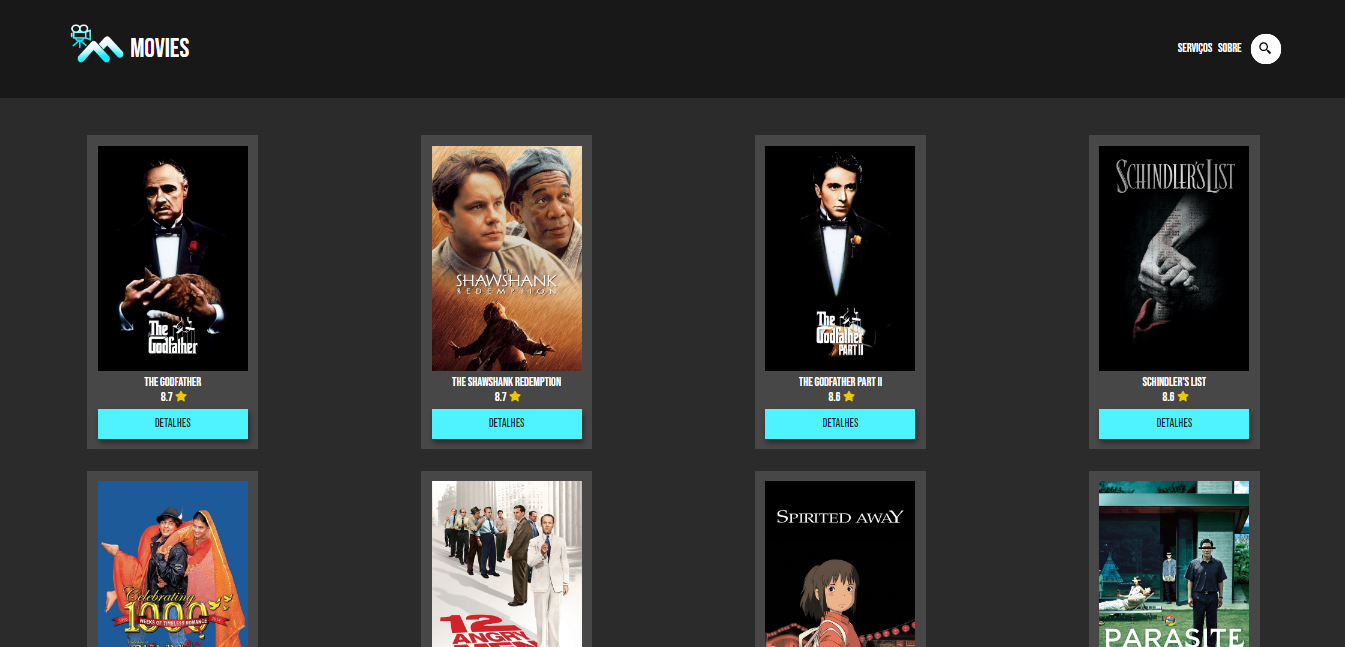 MOVIES
SERVIÇOS SOBRE
The
Godfather
THE
SHAWSHANK
REDEMPTION
The
Godfather
PART II
SCHINDLER'S LIST
THE GODFATHER
8.7
DETALHES
THE SHAWSHANK REDEMPTION
8.7
DETALHES
THE GODFATHER PART II
8.6
DETALHES
SCHINDLER'S LIST
8.6
DETALHES
Celebrating
1000
WEEKS OF TIMELESS ROMANCE
12
ANGRY
SPIRITED AWAY
PARASITE